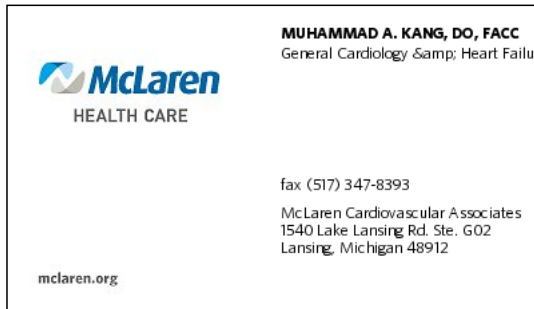 MUHAMMAD A. KANG, DO, FACC
General Cardiology &amp; Heart Failu
McLaren
HEALTH CARE
fax (517) 347-8393
McLaren Cardiovascular Associates
1540 Lake Lansing Rd. Ste. G02
Lansing, Michigan 48912
mclaren.org